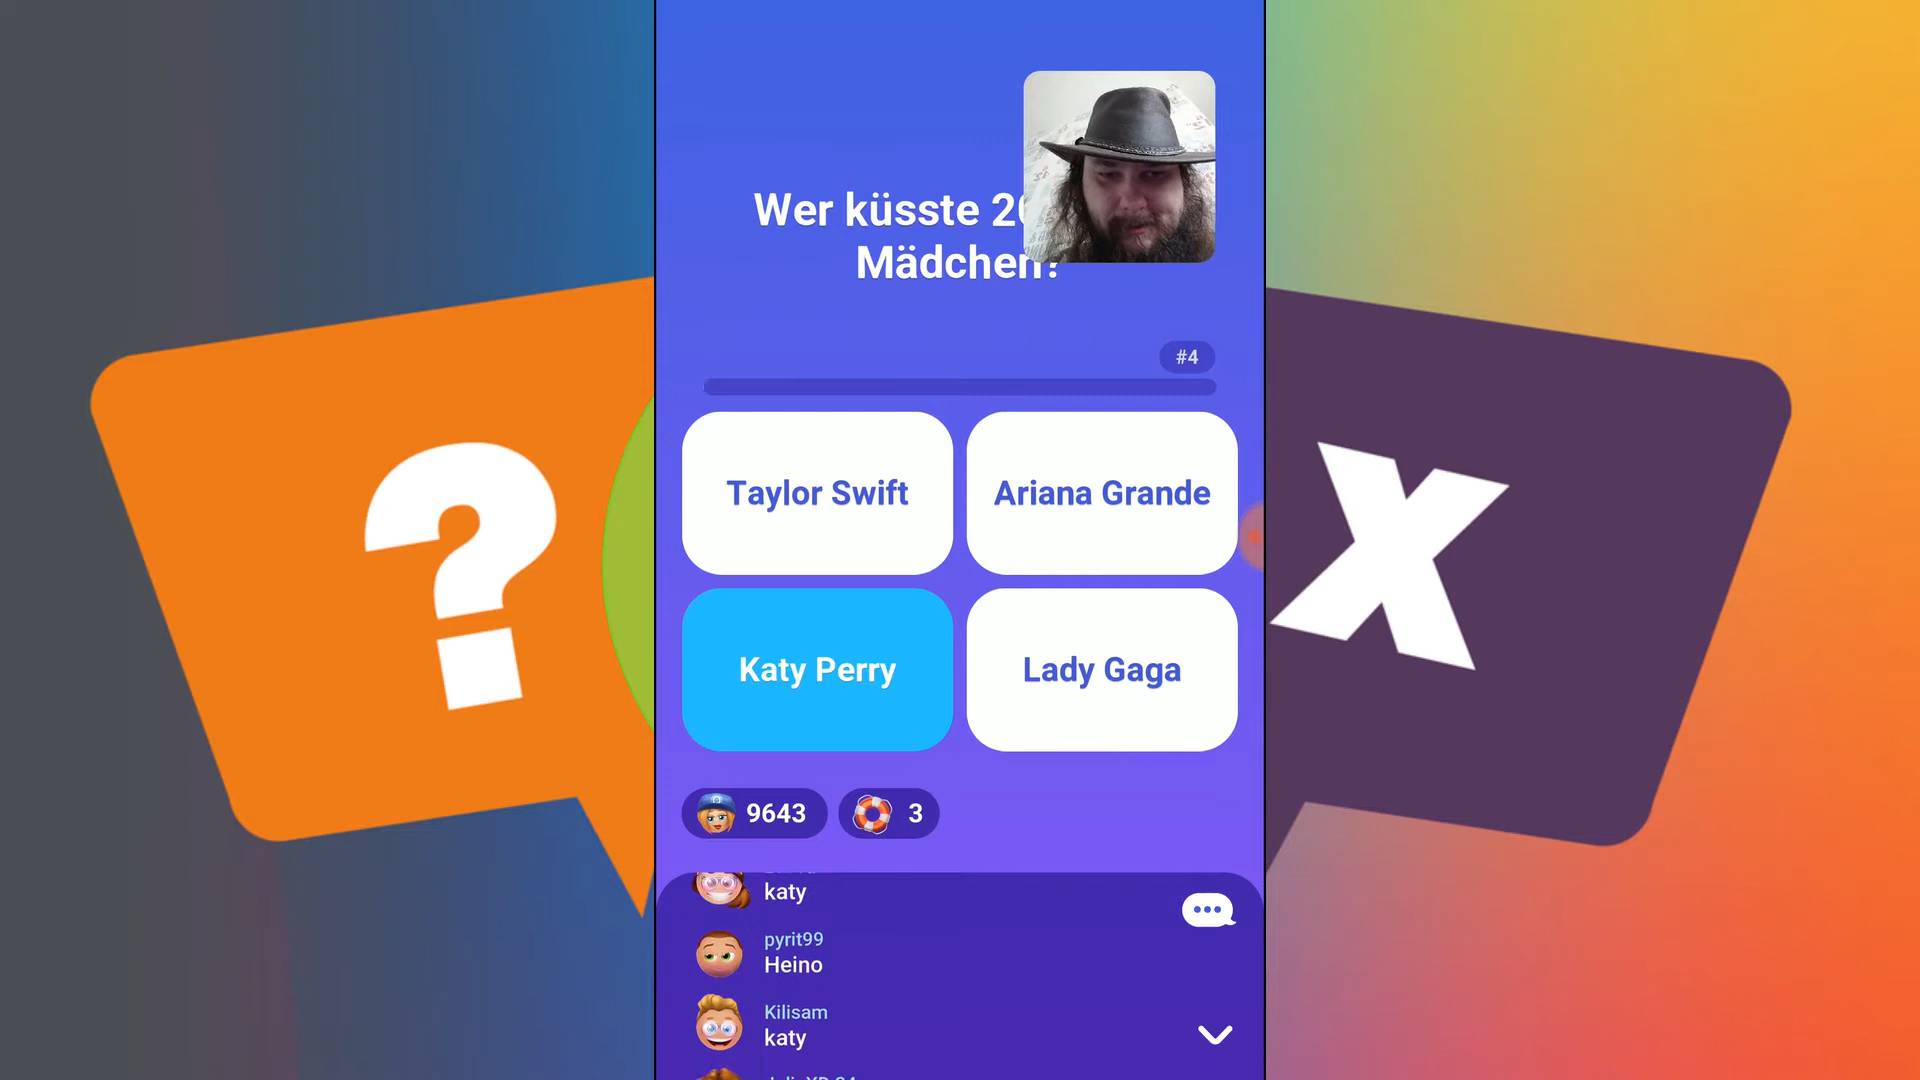 Wer küsste
Mädchen?
#4
Taylor Swift
Ariana Grande
Katy Perry
Lady Gaga
9643
3
katy
pyrit99
Heino
Kilisam
katy
?
X